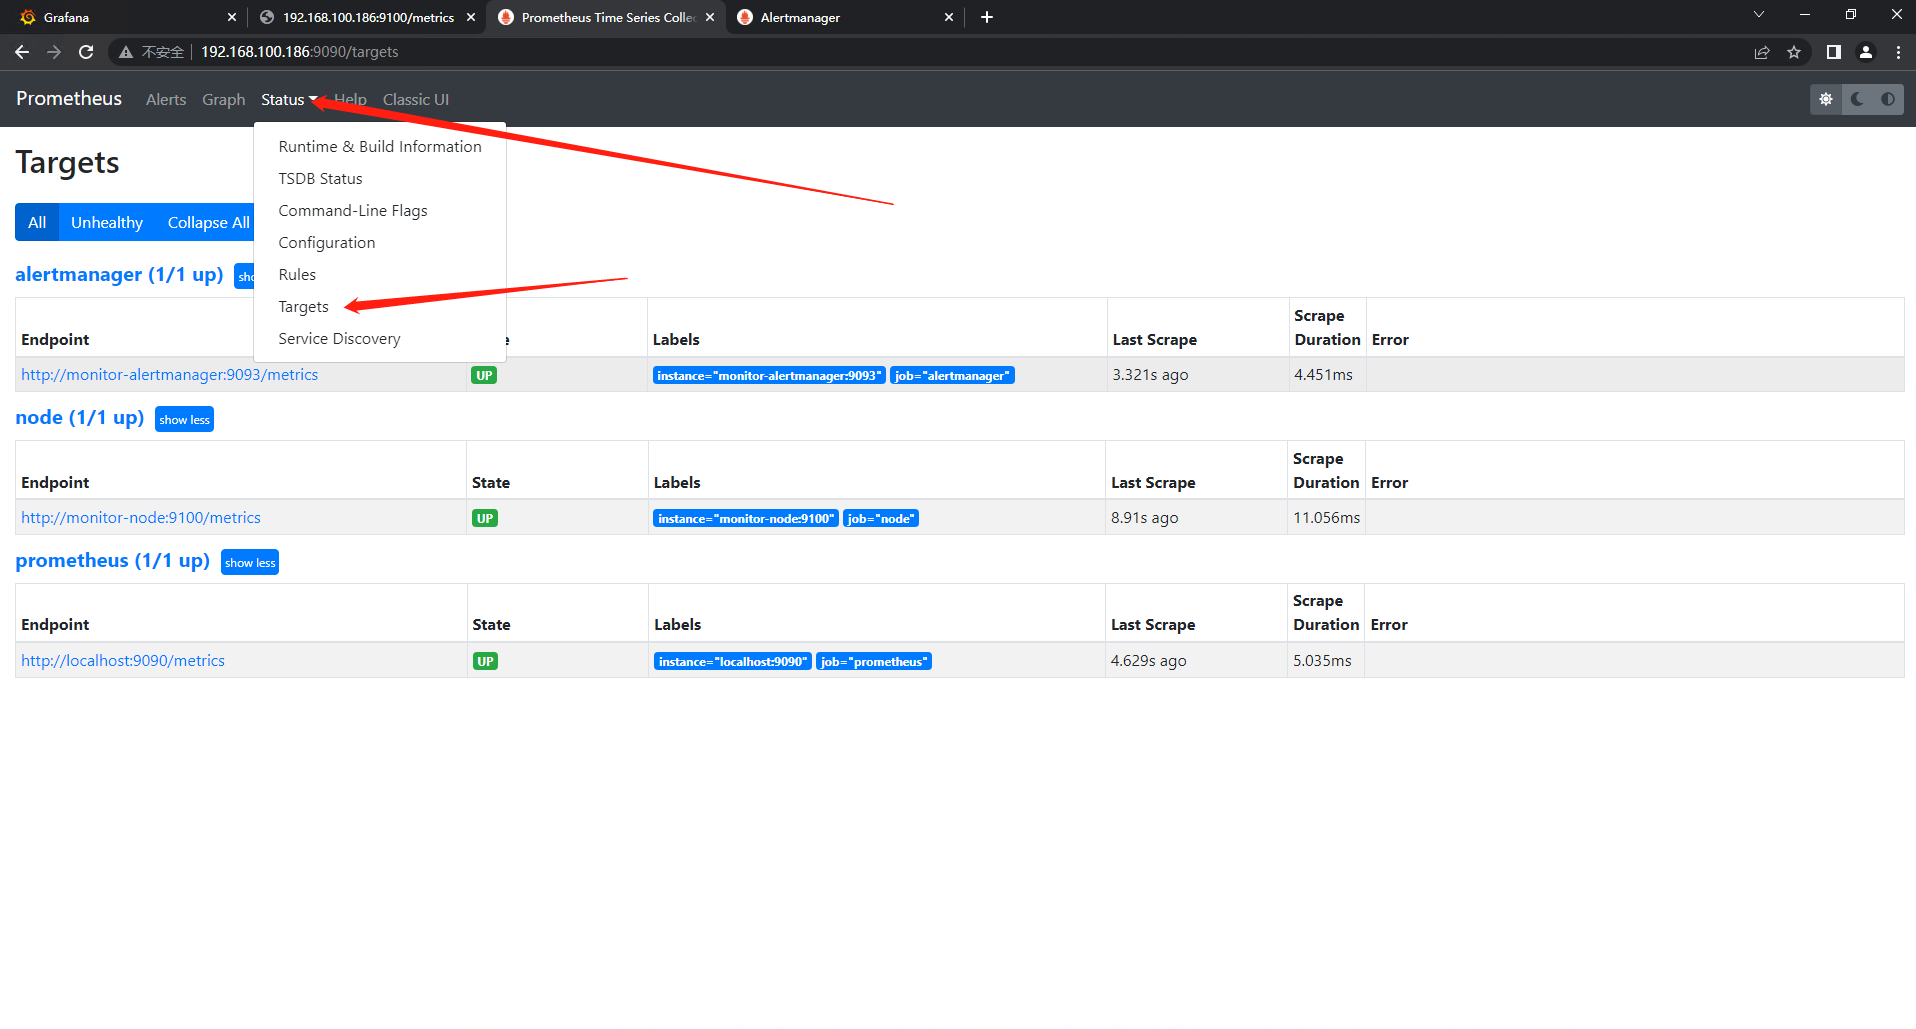 Grafana
192.168.100.186:9100/metrics
Prometheus Time Series Colle
Alertmanager
不安全
192.168.100.186:9090/targets
Prometheus Alerts Graph Status Help Classic UI
Runtime & Build Information
TSDB Status
Command-Line Flags
Configuration
Rules
Targets
Service Discovery
Targets
All Unhealthy Collapse All
alertmanager (1/1 up)
Endpoint Labels Last Scrape Scrape Duration Error
http://monitor-alertmanager:9093/metrics UP instance="monitor-alertmanager:9093" job="alertmanager" 3.321s ago 4.451ms
node (1/1 up) show less
Endpoint State Labels Last Scrape Scrape Duration Error
http://monitor-node:9100/metrics UP instance="monitor-node:9100" job="node" 8.91s ago 11.056ms
prometheus (1/1 up) show less
Endpoint State Labels Last Scrape Scrape Duration Error
http://localhost:9090/metrics UP instance="localhost:9090" job="prometheus" 4.629s ago 5.035ms